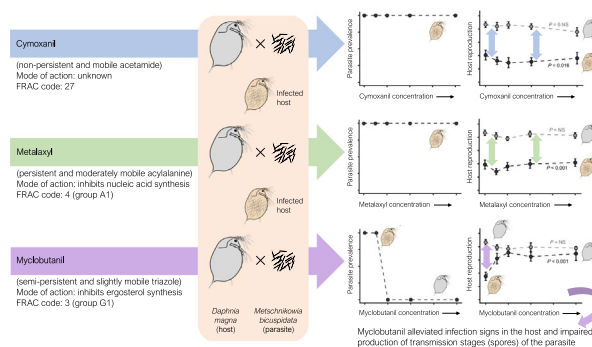 Cymoxanil
(non-persistent and mobile acetamide)
Mode of action: unknown
FRAC code: 27
Infected
host
Parasite prevalence
Cymoxanil concentration
Host reproduction
P = NS
P = 0.016
Cymoxanil concentration
Metalaxyl
(persistent and moderately mobile acylalanine)
Mode of action: inhibits nucleic acid synthesis
FRAC code: 4 (group A1)
Infected
host
Parasite prevalence
Metalaxyl concentration
Host reproduction
P = NS
P < 0.001
Metalaxyl concentration
Myclobutanil
(semi-persistent and slightly mobile triazole)
Mode of action: inhibits ergosterol synthesis
FRAC code: 3 (group G1)
Parasite prevalence
Myclobutanil concentration
Host reproduction
P = NS
P < 0.001
Myclobutanil concentration
Daphnia
magna
(host)
Metschnikowia
bicuspidata
(parasite)
Myclobutanil alleviated infection signs in the host and impaired
production of transmission stages (spores) of the parasite